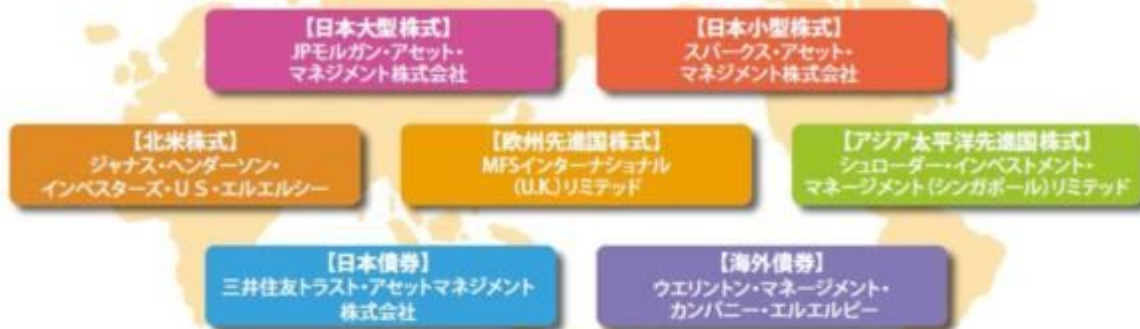 【日本大型株式】
JPモルガン・アセット・
マネジメント株式会社
【日本小型株式】
スパークス・アセット・
マネジメント株式会社
【北米株式】
ジャナス・ヘンダーソン・
インベスターズ・US・エルエルシー
【欧州先進国株式】
MFSインターナショナル
(U.K.)リミテッド
【アジア太平洋先進国株式】
シュローダー・インベストメント・
マネージメント(シンガポール)リミテッド
【日本債券】
三井住友トラスト・アセットマネジメント
株式会社
【海外債券】
ウエリントン・マネージメント・
カンパニー・エルエルピー